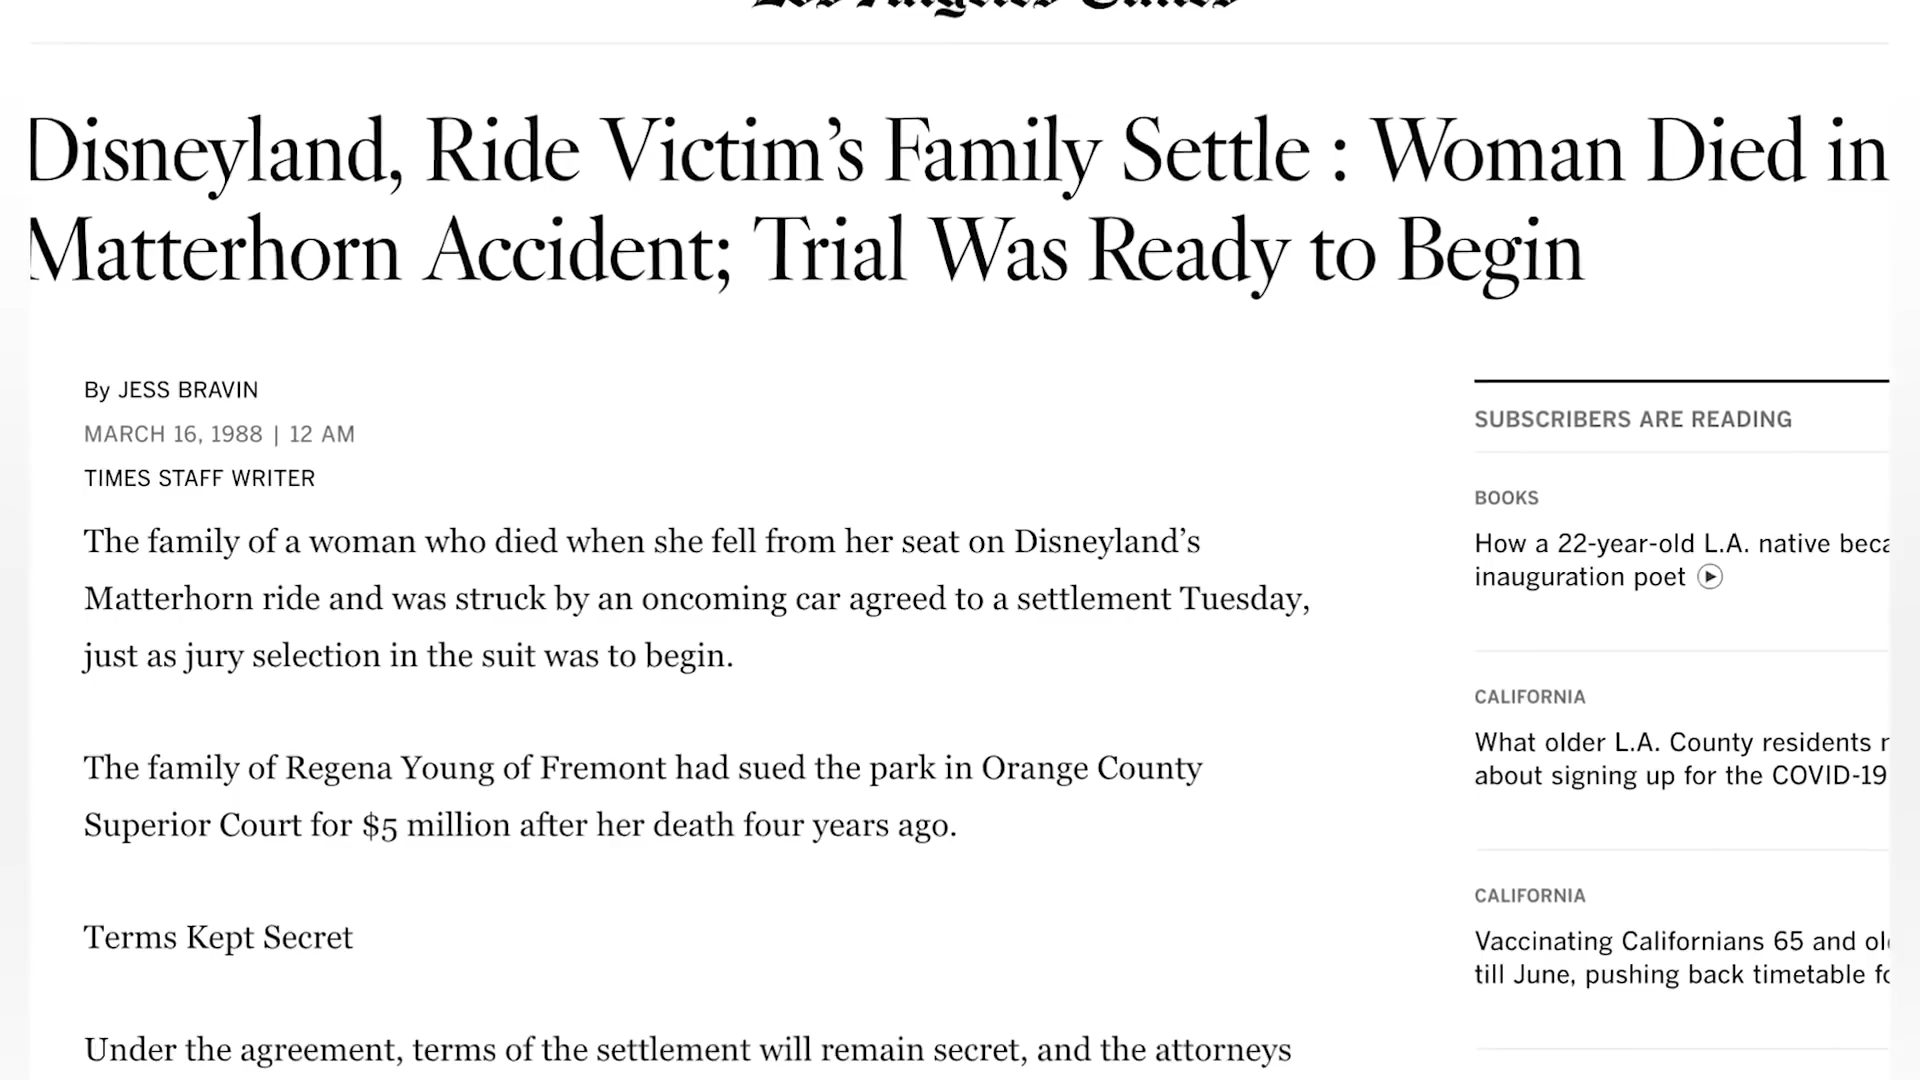 Los Angeles Times
Disneyland, Ride Victim’s Family Settle : Woman Died in
Matterhorn Accident; Trial Was Ready to Begin
By JESS BRAVIN
MARCH 16, 1988 | 12 AM
TIMES STAFF WRITER
The family of a woman who died when she fell from her seat on Disneyland’s
Matterhorn ride and was struck by an oncoming car agreed to a settlement Tuesday,
just as jury selection in the suit was to begin.
The family of Regena Young of Fremont had sued the park in Orange County
Superior Court for $5 million after her death four years ago.
Terms Kept Secret
Under the agreement, terms of the settlement will remain secret, and the attorneys
SUBSCRIBERS ARE READING
BOOKS
How a 22-year-old L.A. native
inauguration poet
CALIFORNIA
What older L.A. County residents
about signing up for the COVID-19
CALIFORNIA
Vaccinating Californians 65 and
till June, pushing back timetable